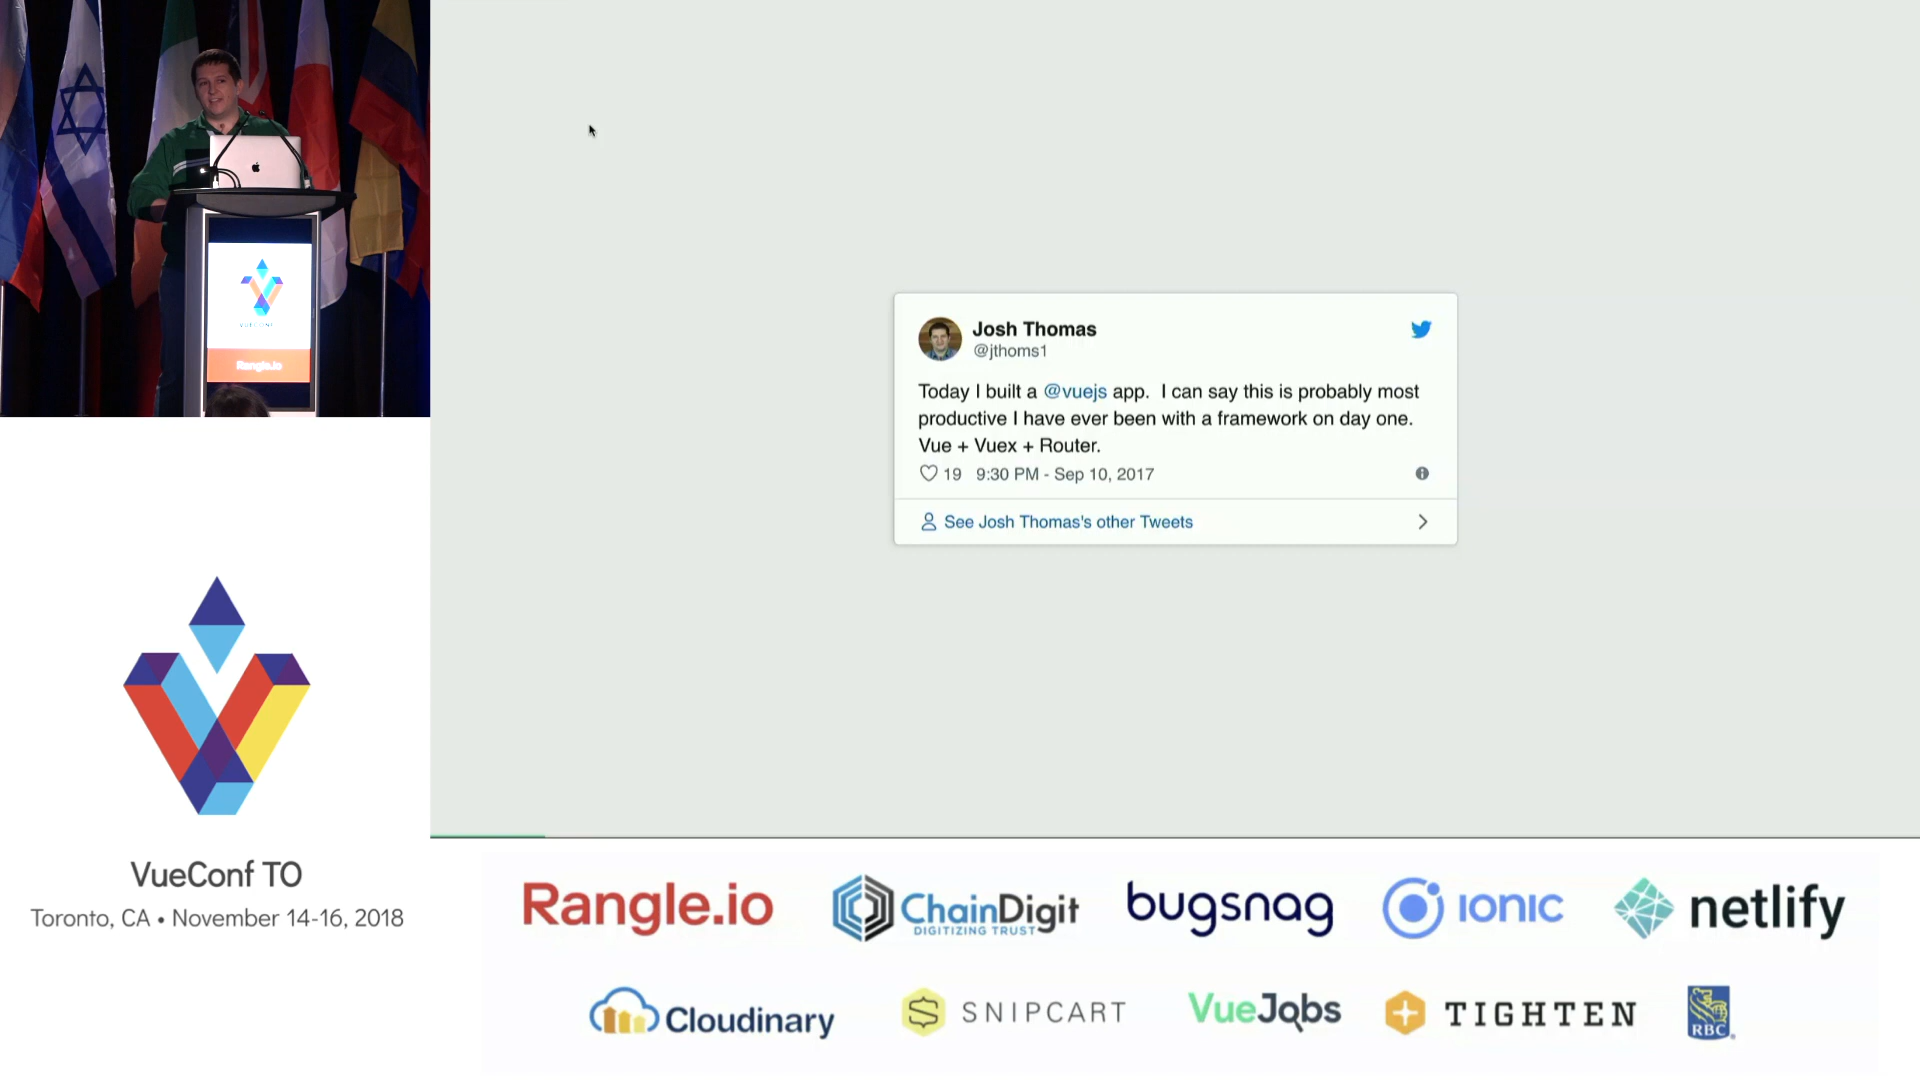 VUECONF
Rangle.io
Josh Thomas
@jthoms1
Today I built a @vuejs app.  I can say this is probably most
productive I have ever been with a framework on day one.
Vue + Vuex + Router.
19 9:30 PM - Sep 10, 2017
See Josh Thomas's other Tweets
VueConf TO
Toronto, CA • November 14-16, 2018
Rangle.io
ChainDigit
DIGITIZING TRUST
bugsnag
IONIC
netlify
Cloudinary
SNIPCART
VueJobs
TIGHTEN
RBC